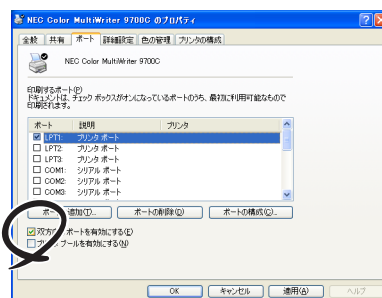 NEC Color MultiWriter 9700C のプロパティ
全般 共有 ポート 詳細設定 色の管理 プリンタの構成
NEC Color MultiWriter 9700C
印刷するポート(P)
ドキュメントは、チェック ボックスがオンになっているポートのうち、最初に利用可能なもので
印刷されます。
ポート 説明 プリンタ
LPT1: プリンタ ポート
LPT2: プリンタ ポート
LPT3: プリンタ ポート
COM1: シリアル ポート
COM2: シリアル ポート
COM3: シリアル ポート
追加(T)... ポートの削除(D) ポートの構成(C)...
双方 ポートを有効にする(E)
プールを有効にする(N)
OK キャンセル 適用(A) ヘルプ